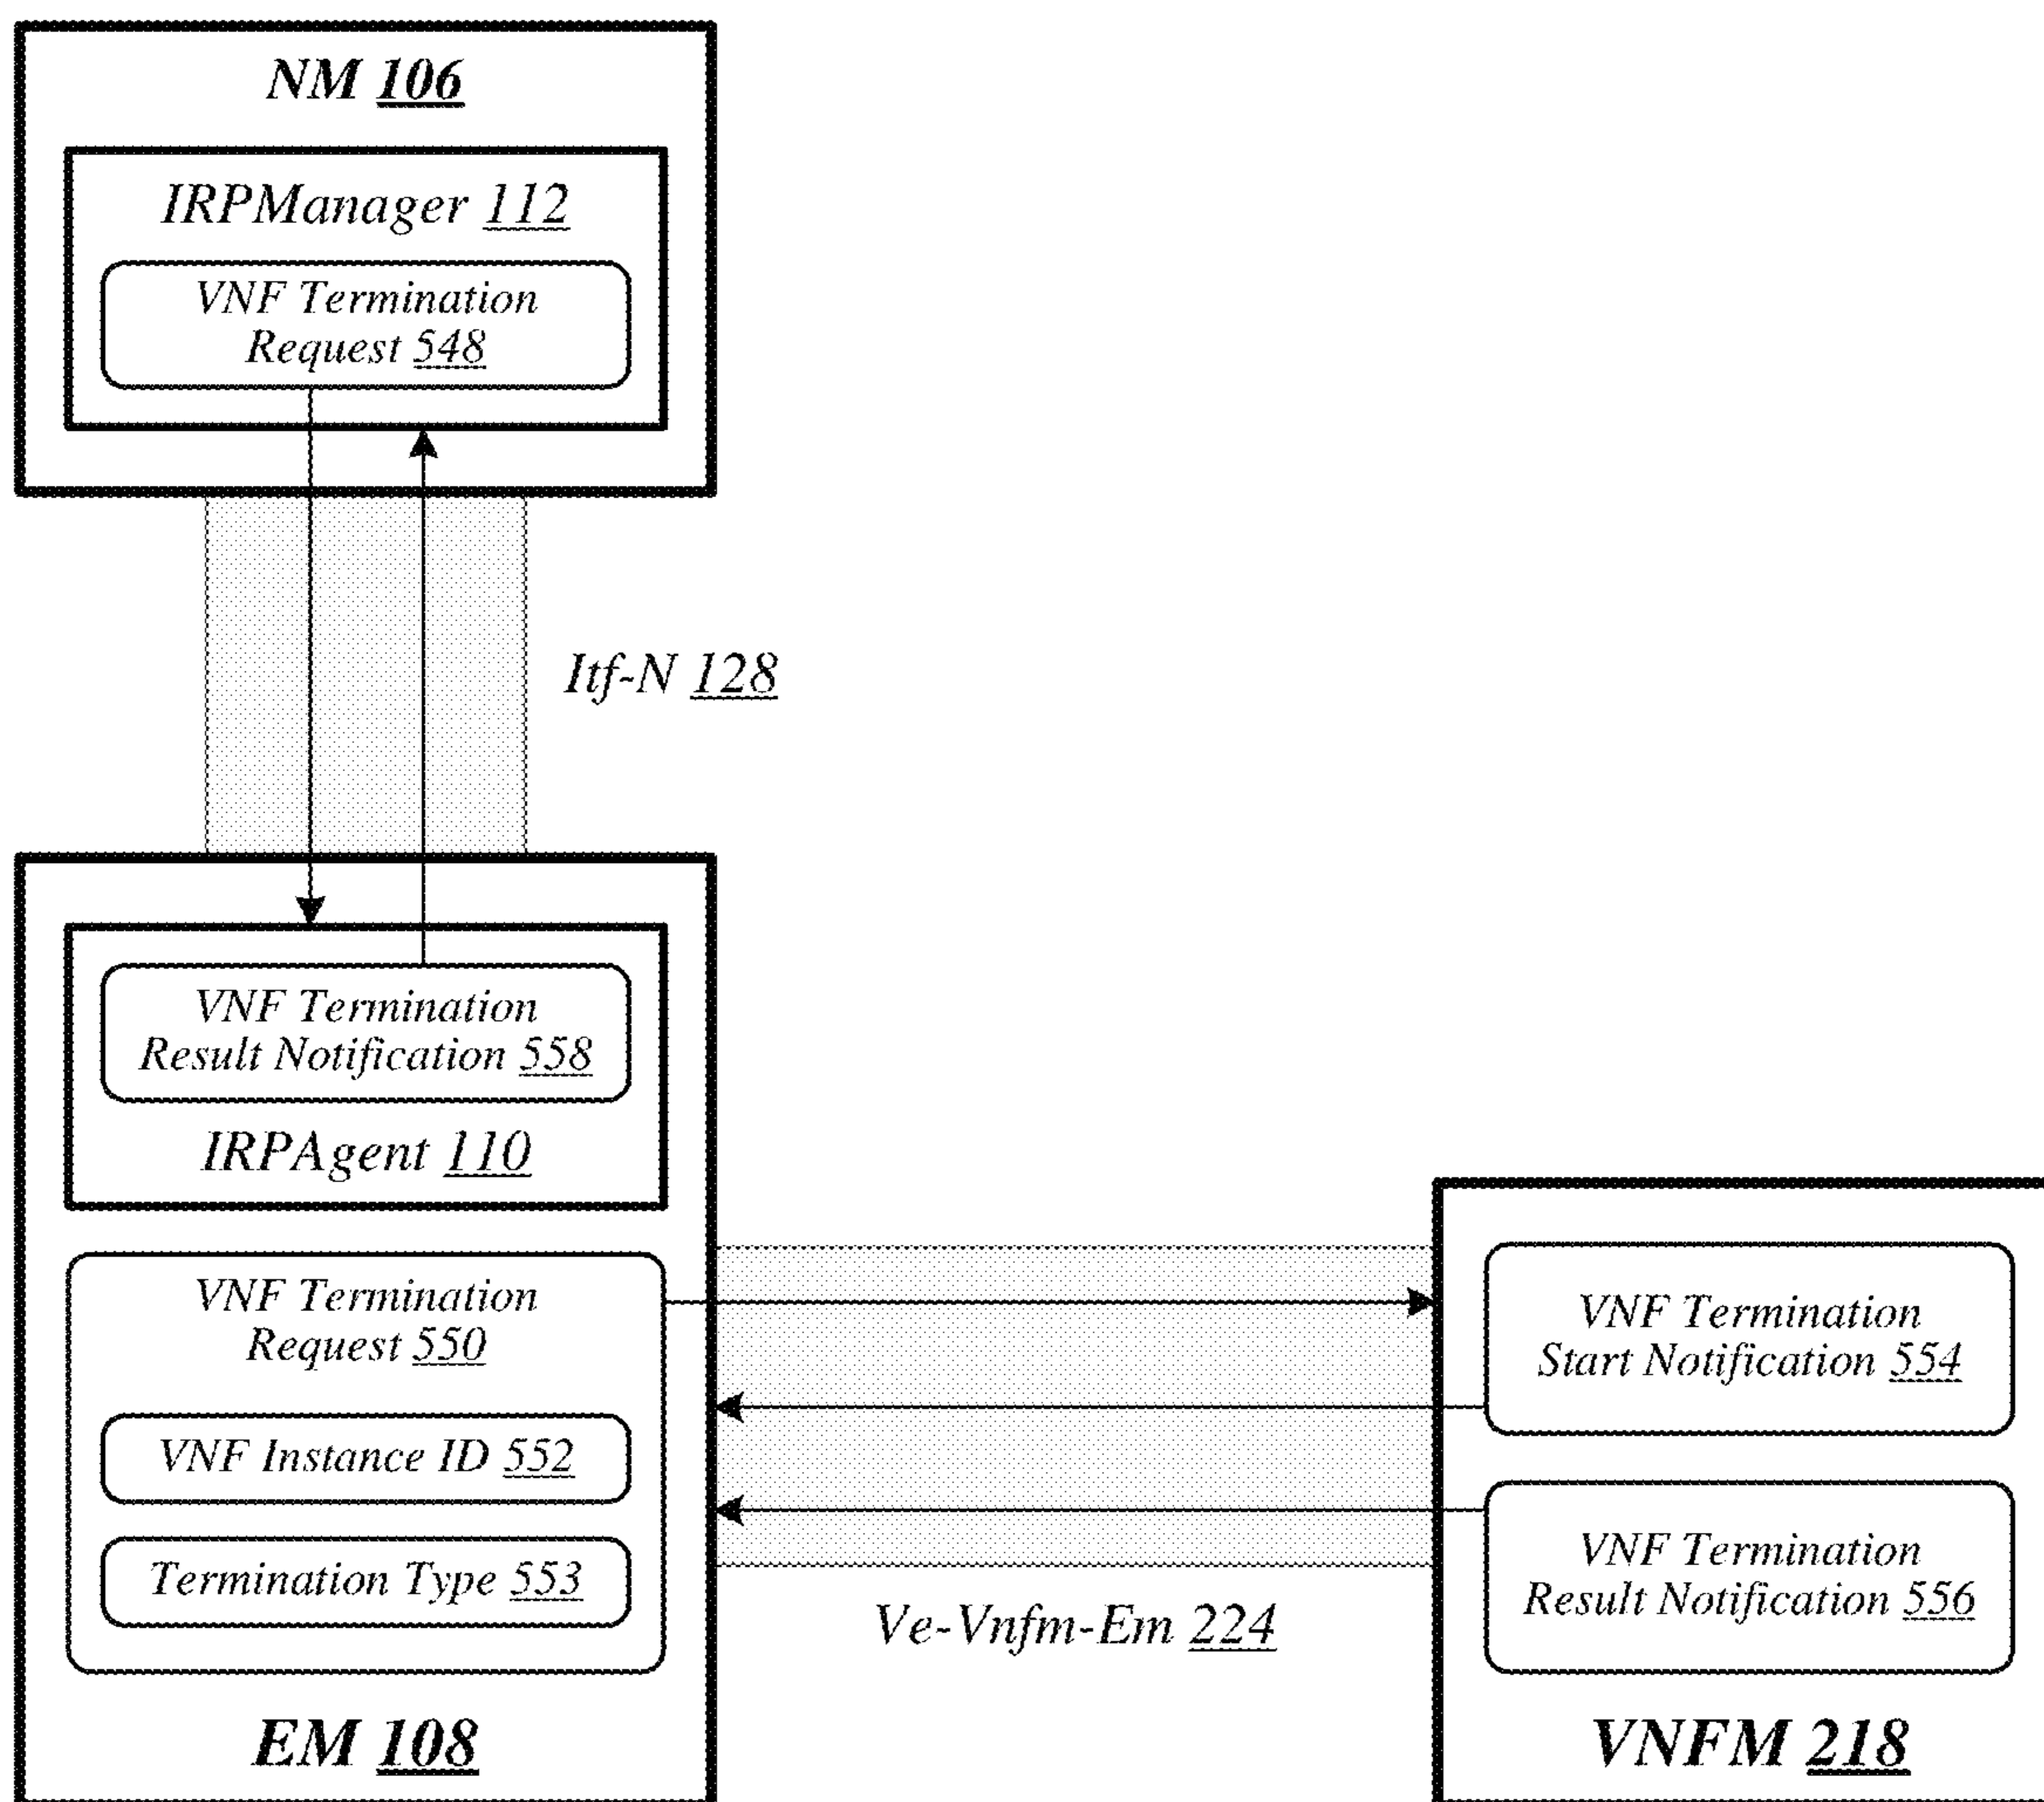 NM 106
IRPManager 112
VNF Termination
Request 548
Itf-N 128
VNF Termination
Result Notification 558
IRPAgent 110
VNF Termination
Request 550
VNF Instance ID 552
Termination Type 553
EM 108
Ve-Vnfm-Em 224
VNF Termination
Start Notification 554
VNF Termination
Result Notification 556
VNFM 218